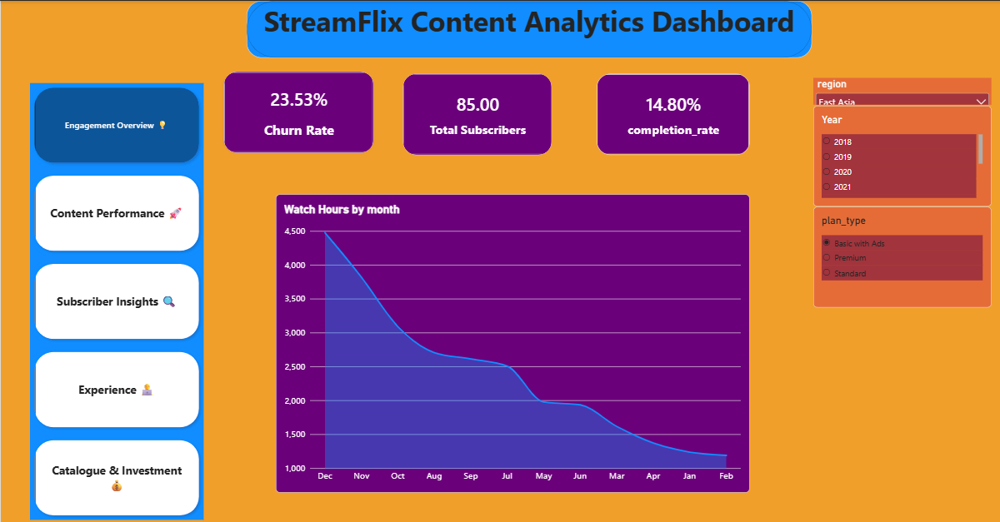 StreamFlix Content Analytics Dashboard
Engagement Overview 💡
Content Performance 🚀
Subscriber Insights 🔍
Experience 👩‍💻
Catalogue & Investment
💰
23.53%
Churn Rate
85.00
Total Subscribers
14.80%
completion_rate
Watch Hours by month
4,500
4,000
3,500
3,000
2,500
2,000
1,500
1,000
Dec Nov Oct Aug Sep Jul May Jun Mar Apr Jan Feb
region
East Asia
Year
2018
2019
2020
2021
plan_type
Basic with Ads
Premium
Standard